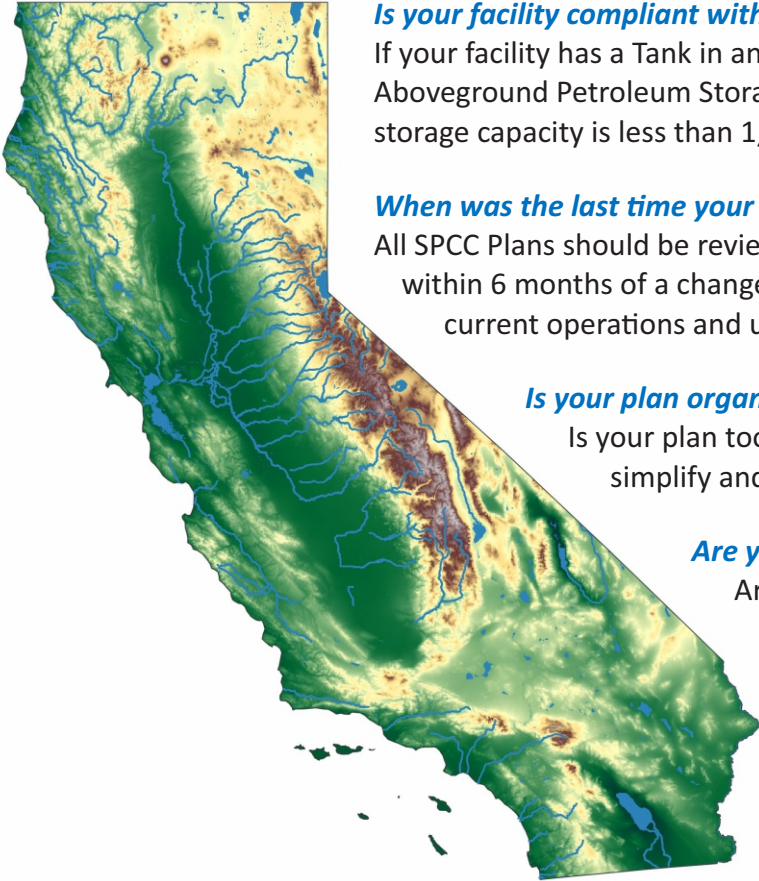 Is your facility compliant with
If your facility has a Tank in an
Aboveground Petroleum Stora
storage capacity is less than 1,
When was the last time your
All SPCC Plans should be revie
within 6 months of a change
current operations and u
Is your plan organ
Is your plan too
simplify and
Are y
Ar